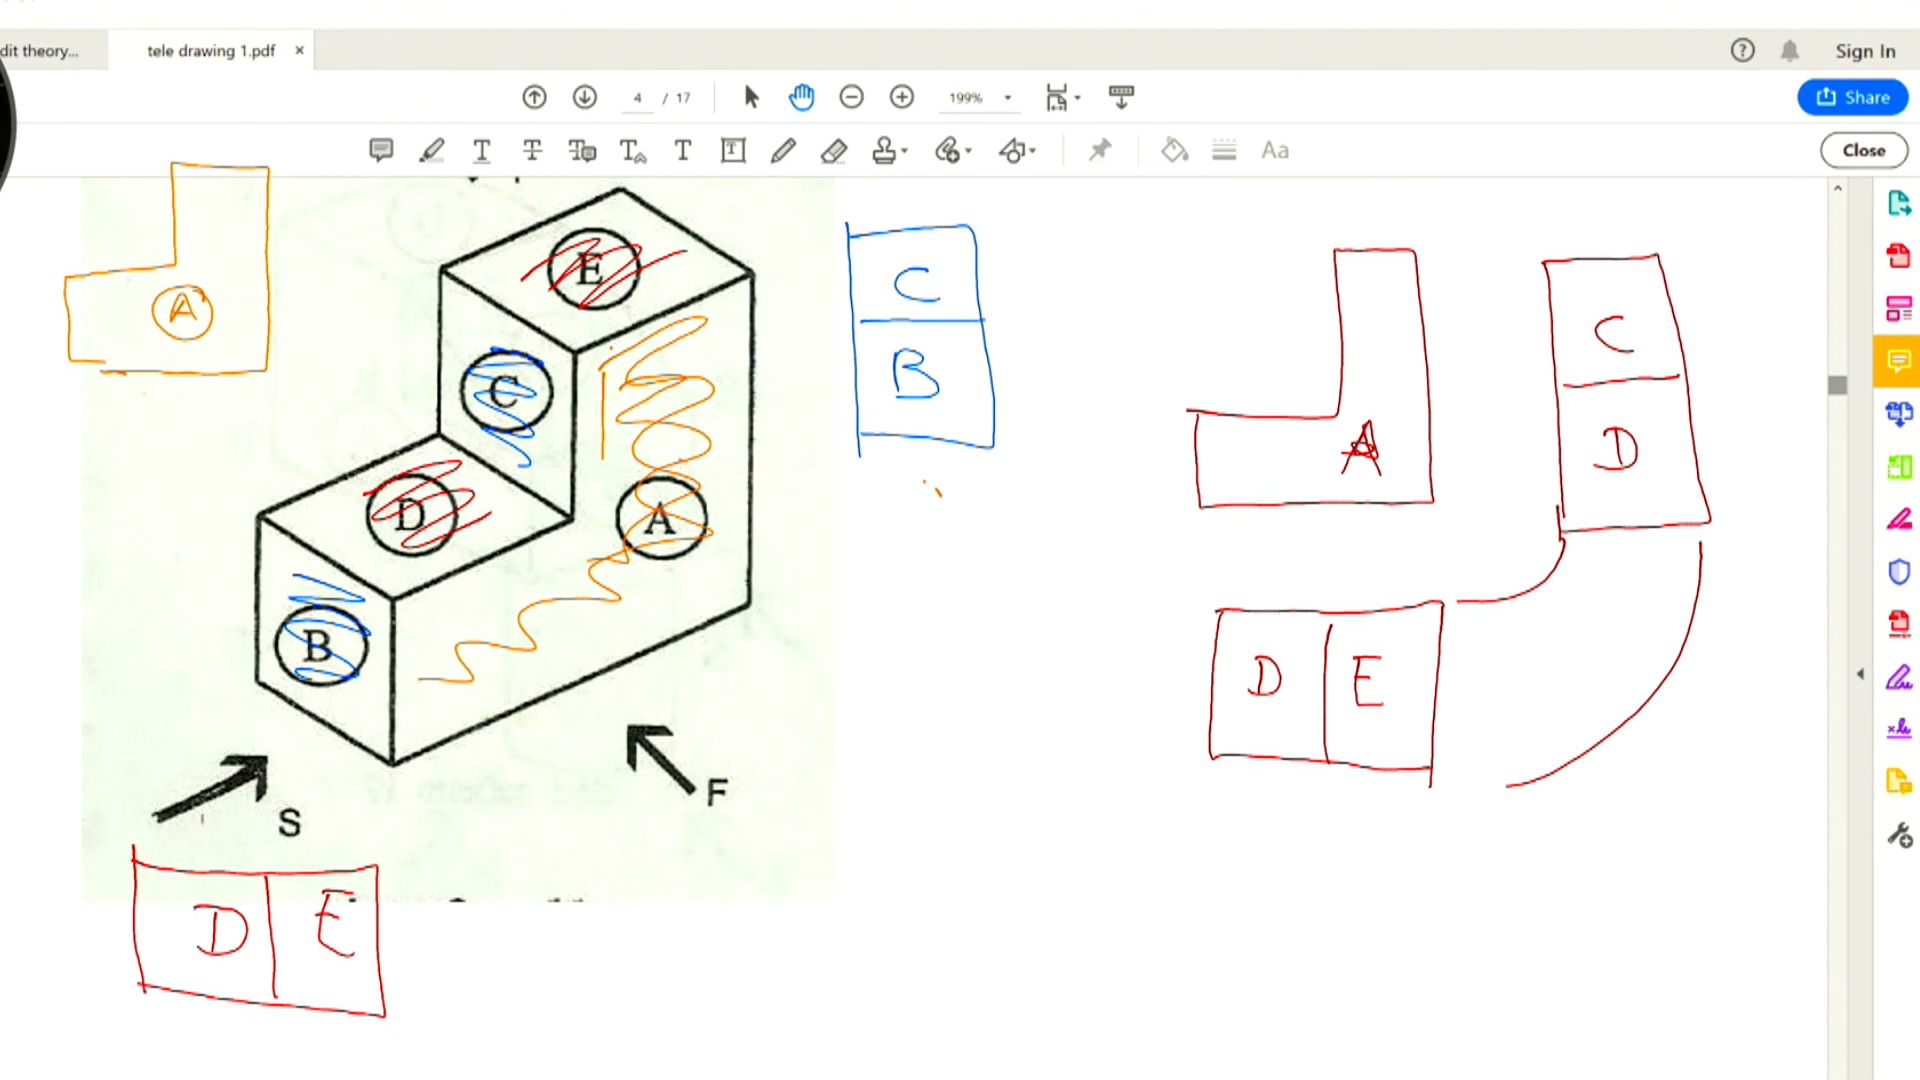 dit theory...
tele drawing 1.pdf ×
Sign In
4 / 17
199%
Share
Aa
Close
A
E
C
D
A
B
S
F
C
B
A
C
D
D E
D E